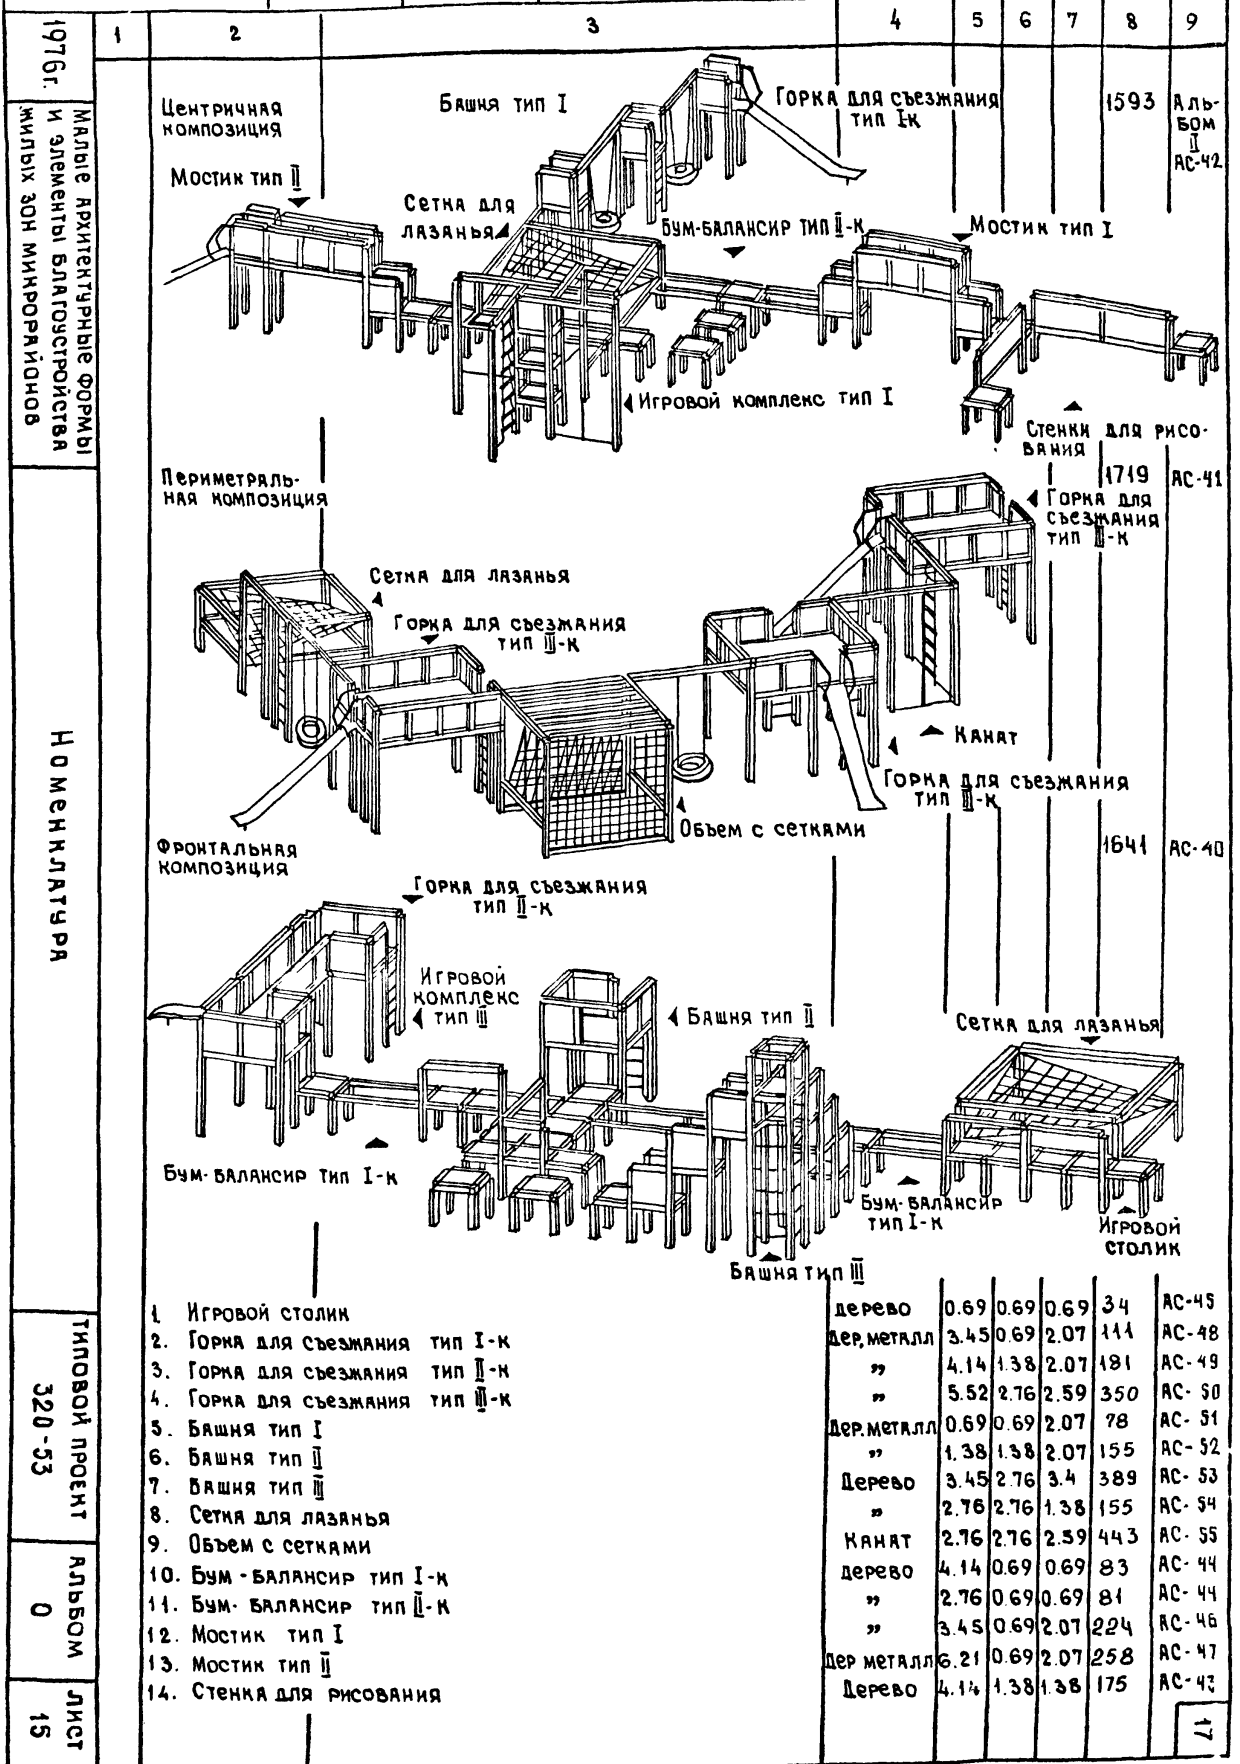 1 2 3 4 5 6 7 8 9
Центричная
композиция
Башня тип I
Горка для съезжания
тип I-к
1593
Аль-
бом
II
АС-42
Мостик тип II
Сетка для
лазанья
Бум-балансир тип II-к
Мостик тип I
Игровой комплекс тип I
Стенки для рисо-
вания
Периметраль-
ная композиция
1719
АС-41
Горка для
съезжания
тип III-к
Сетка для лазанья
Горка для съезжания
тип III-к
Канат
Горка для съезжания
тип II-к
Объем с сетками
Фронтальная
композиция
1641
АС-40
Горка для съезжания
тип II-к
Игровой
комплекс
тип III
Башня тип II
Сетка для лазанья
Бум-балансир тип I-к
Бум-балансир
тип I-к
Игровой
столик
Башня тип III
1. Игровой столик дерево 0.69 0.69 0.69 34 АС-45
2. Горка для съезжания тип I-к дер, металл 3.45 0.69 2.07 111 АС-48
3. Горка для съезжания тип II-к " 4.14 1.38 2.07 181 АС-49
4. Горка для съезжания тип III-к " 5.52 2.76 2.59 350 АС-50
5. Башня тип I дер. металл 0.69 0.69 2.07 78 АС-51
6. Башня тип II " 1.38 1.38 2.07 155 АС-52
7. Башня тип III Дерево 3.45 2.76 3.4 389 АС-53
8. Сетка для лазанья " 2.76 2.76 1.38 155 АС-54
9. Объем с сетками Канат 2.76 2.76 2.59 443 АС-55
10. Бум-балансир тип I-к дерево 4.14 0.69 0.69 83 АС-44
11. Бум-балансир тип II-к " 2.76 0.69 0.69 81 АС-44
12. Мостик тип I " 3.45 0.69 2.07 224 АС-46
13. Мостик тип II дер металл 6.21 0.69 2.07 258 АС-47
14. Стенка для рисования Дерево 4.14 1.38 1.38 175 АС-43
17
1976г.
Малые архитектурные формы
и элементы благоустройства
жилых зон микрорайонов
Номенклатура
Типовой проект
320-53
Альбом
0
Лист
15